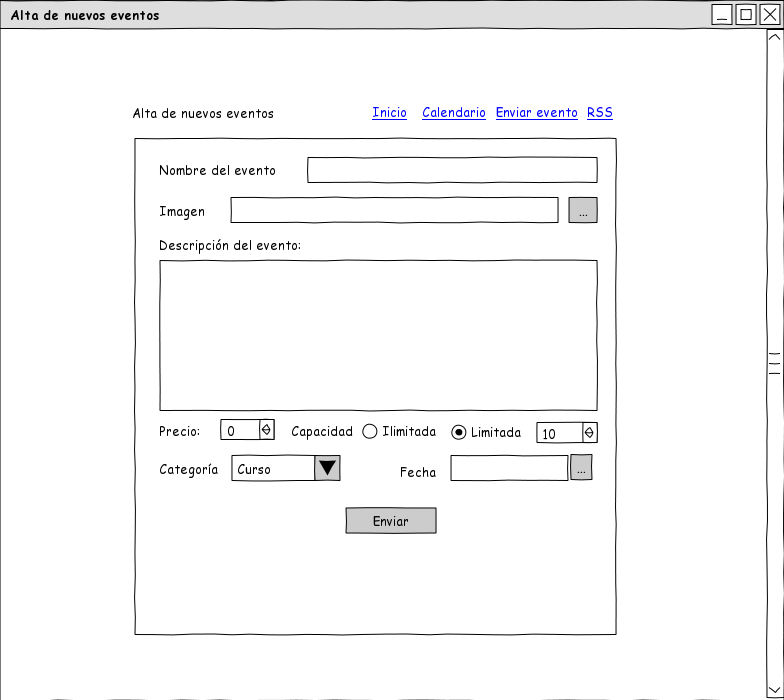 Alta de nuevos eventos
Alta de nuevos eventos Inicio Calendario Enviar evento RSS
Nombre del evento
Imagen ...
Descripción del evento:
Precio: 0 Capacidad Ilimitada Limitada 10
Categoría Curso Fecha ...
Enviar